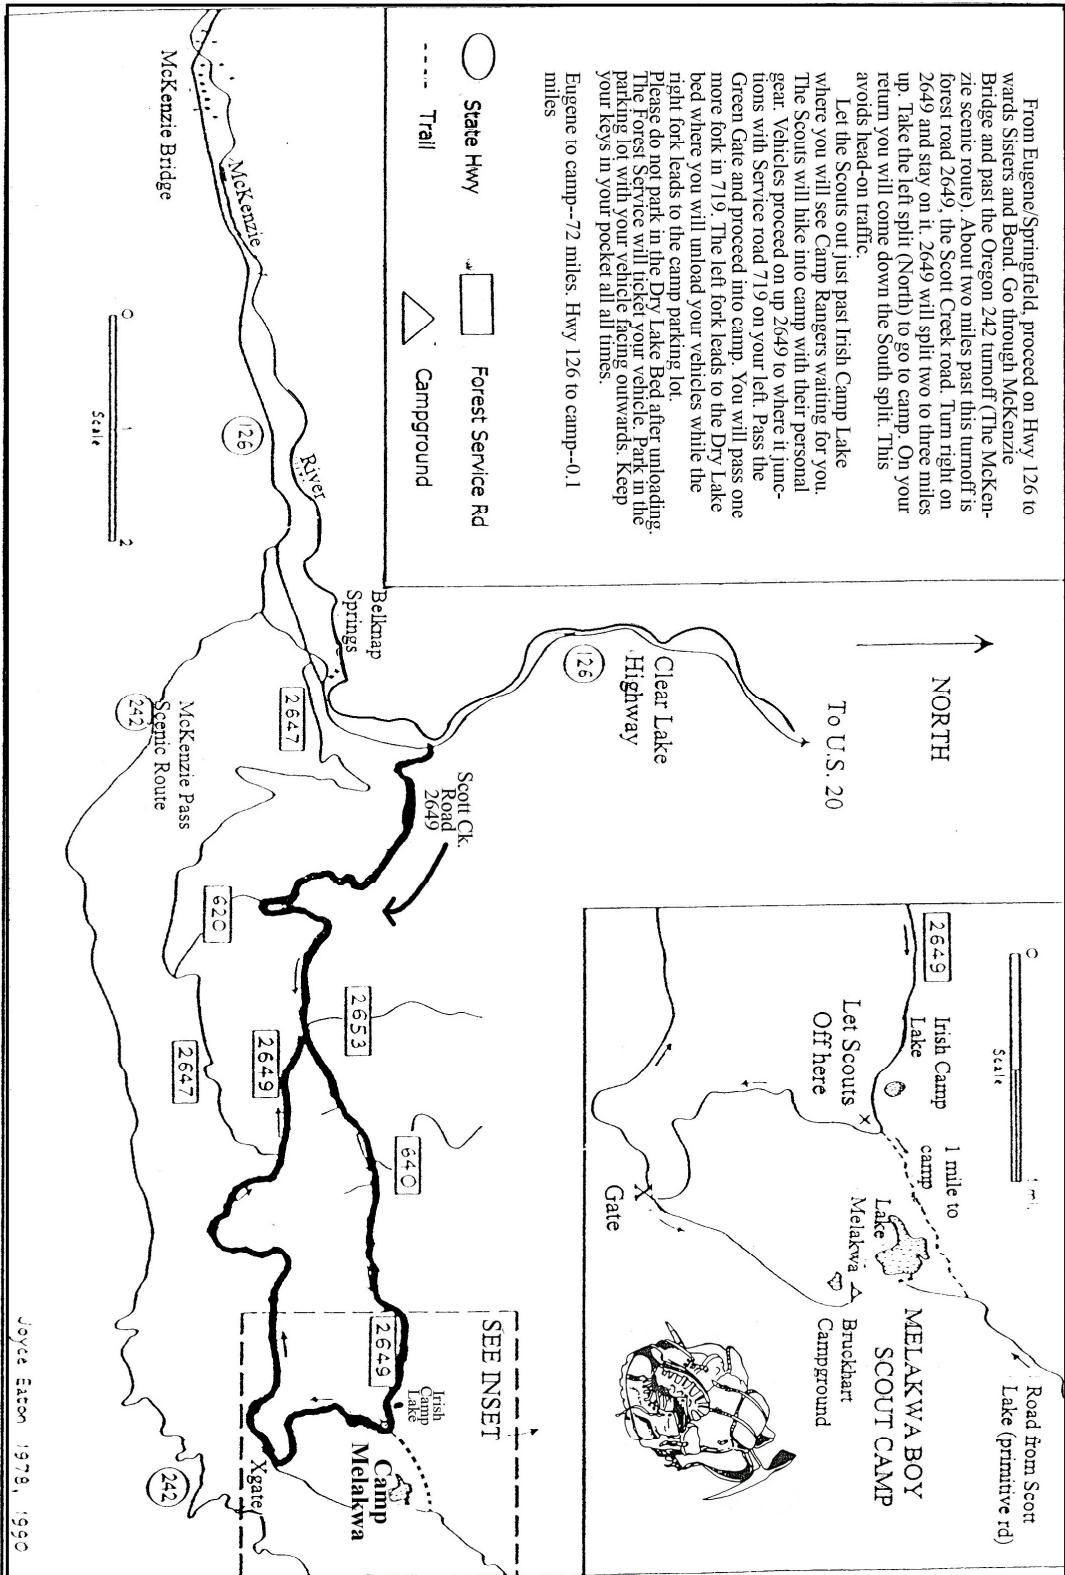 From Eugene/Springfield, proceed on Hwy 126 to
wards Sisters and Bend. Go through McKenzie
Bridge and past the Oregon 242 turnoff (The McKen-
zie scenic route). About two miles past this turnoff is
forest road 2649, the Scott Creek road. Turn right on
2649 and stay on it. 2649 will split two to three miles
up. Take the left split (North) to go to camp. On your
return you will come down the South split. This
avoids head-on traffic.
Let the Scouts out just past Irish Camp Lake
where you will see Camp Rangers waiting for you.
The Scouts will hike into camp with their personal
gear. Vehicles proceed on up 2649 to where it junc-
tions with Service road 719 on your left. Pass the
Green Gate and proceed into camp. You will pass one
more fork in 719. The left fork leads to the Dry Lake
bed where you will unload your vehicles while the
right fork leads to the camp parking lot.
Please do not park in the Dry Lake Bed after unloading.
The Forest Service will ticket your vehicle. Park in the
parking lot with your vehicle facing outwards. Keep
your keys in your pocket all all times.
Eugene to camp--72 miles. Hwy 126 to camp--0.1
miles
State Hwy
Forest Service Rd
Trail
Campground
NORTH
To U.S. 20
Clear Lake
Highway
126
0
1 mi.
Scale
2649
Irish Camp
Lake
1 mile to
camp
Road from Scott
Lake (primitive rd)
Let Scouts
Off here
X
Lake
Melakwa
MELAKWA BOY
SCOUT CAMP
Bruckhart
Campground
X
Gate
McKenzie Bridge
McKenzie
River
126
0
1
2
Scale
Belknap
Springs
2647
McKenzie Pass
Scenic Route
242
Scott Ck.
Road
2649
620
2653
2649
2647
640
SEE INSET
2649
Irish
Camp
Lake
Camp
Melakwa
Xgate
242
Joyce Eaton 1978, 1990